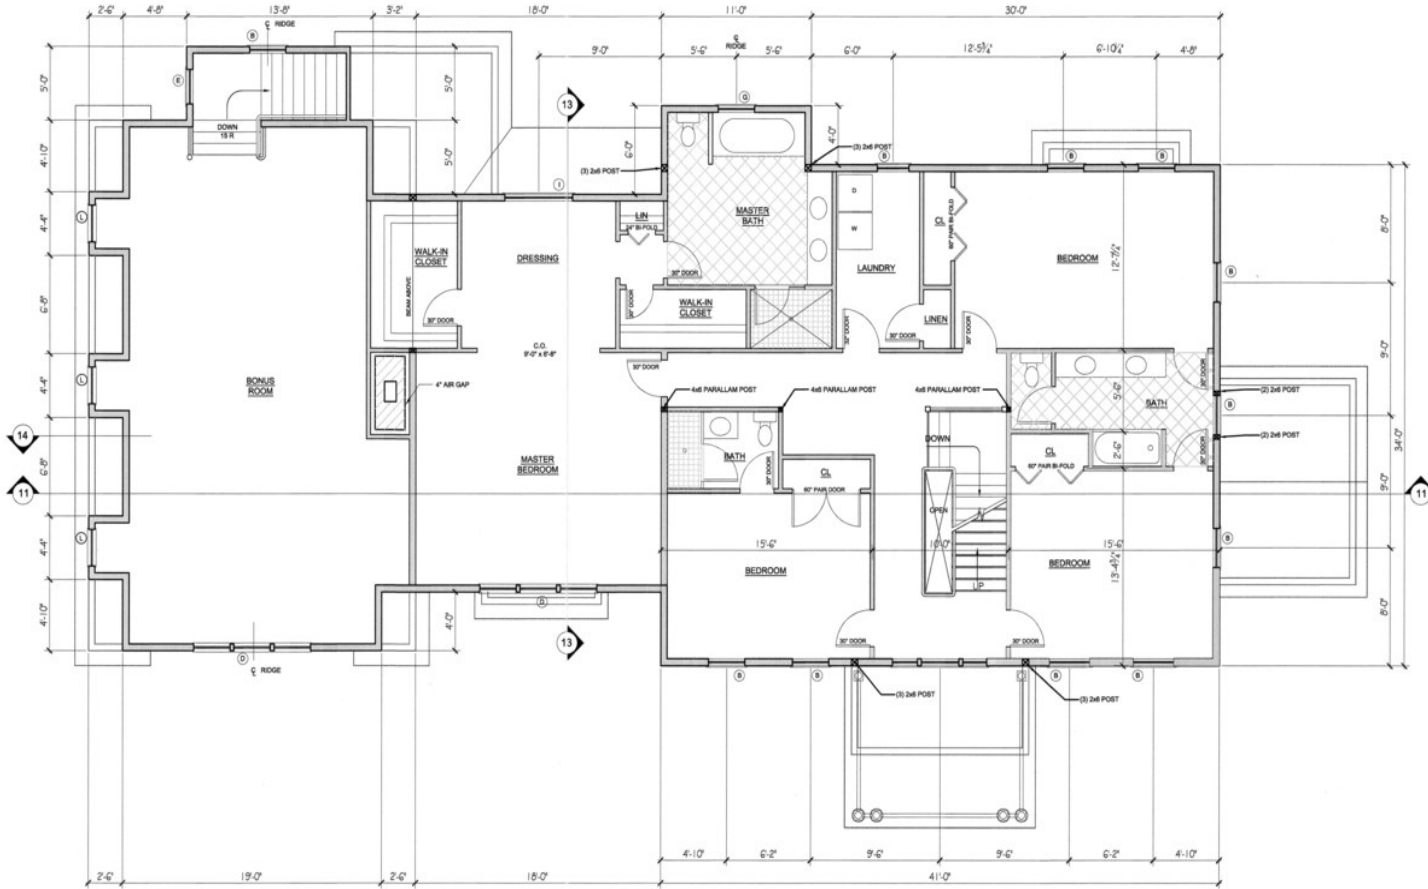 2'-6" 4'-8" 13'-8" 3'-2" 18'-0" 11'-0" 30'-0"
℄ RIDGE
B
9'-0" 5'-6" 5'-6" 6'-0" 12'-5¾" 6'-10¼" 4'-8"
℄
RIDGE
5'-0"
E
5'-0"
13
G
6'-0"
4'-0"
DOWN
15 R
4'-10"
5'-0"
(3) 2x6 POST
(3) 2x6 POST
B
B
B
I
L
4'-4"
LIN
24" BI-FOLD
MASTER
BATH
D
W
CL
60" PAIR BI-FOLD
8'-0"
WALK-IN
CLOSET
DRESSING
LAUNDRY
BEDROOM
12'-7½"
30" DOOR
B
6'-8"
BEAM ABOVE
30" DOOR
30" DOOR
WALK-IN
CLOSET
LINEN
32" DOOR
30" DOOR
30" DOOR
C.O.
9'-0" x 6'-8"
9'-0"
L
4'-4"
BONUS
ROOM
4" AIR GAP
30" DOOR
4x6 PARALLAM POST
4x6 PARALLAM POST
4x6 PARALLAM POST
30" DOOR
5'-6"
BATH
(2) 2x6 POST
B
14
6'-8"
11
MASTER
BEDROOM
BATH
30" DOOR
CL
60" PAIR DOOR
DOWN
OPEN
CL
60" PAIR BI-FOLD
2'-6"
30" DOOR
(2) 2x6 POST
34'-0"
9'-0"
11
L
4'-4"
15'-6"
10'-0"
15'-6"
B
BEDROOM
UP
BEDROOM
13'-4¾"
4'-10"
4'-0"
D
8'-0"
30" DOOR
30" DOOR
13
D
℄ RIDGE
B
B
B
B
(3) 2x6 POST
(3) 2x6 POST
4'-10" 6'-2" 9'-6" 9'-6" 6'-2" 4'-10"
2'-6" 19'-0" 2'-6" 18'-0" 41'-0"